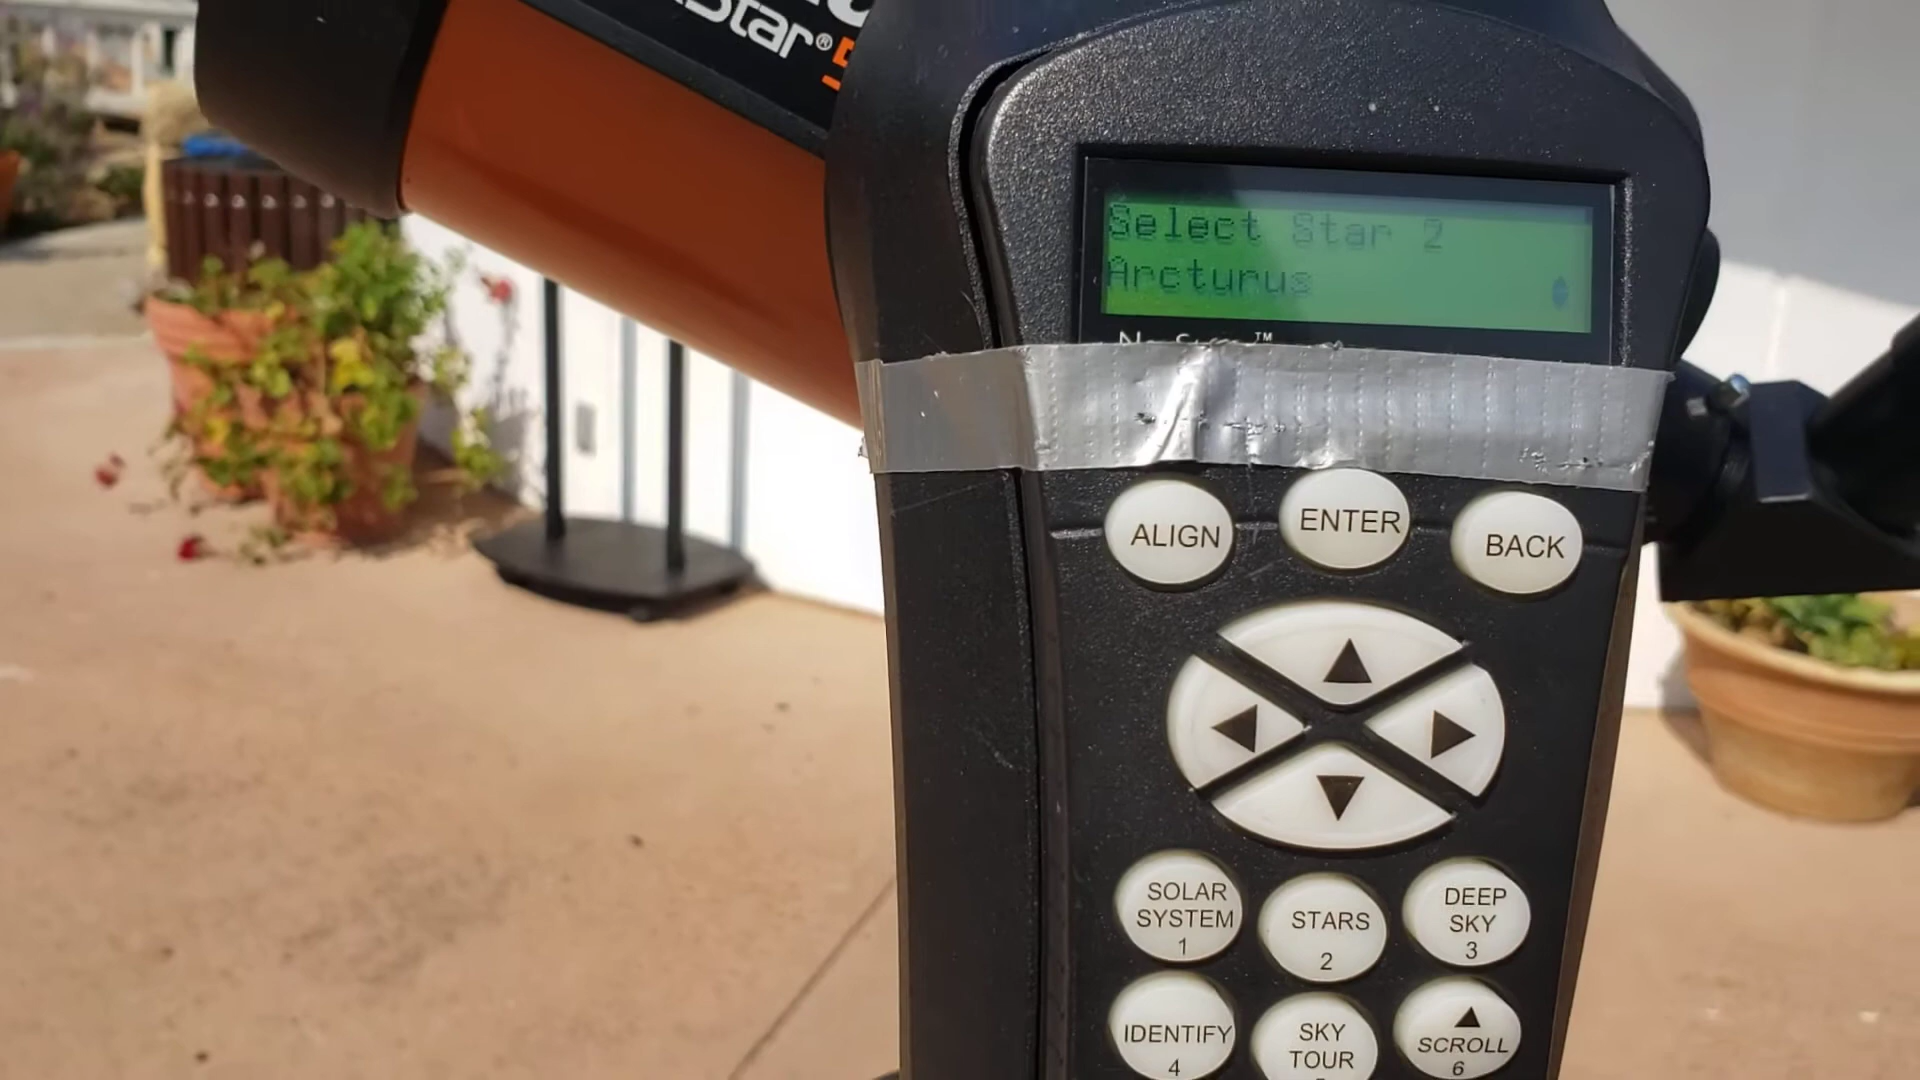 Star® 5
Select Star 2
Arcturus
ALIGN
ENTER
BACK
SOLAR
SYSTEM
1
STARS
2
DEEP
SKY
3
IDENTIFY
4
SKY
TOUR
SCROLL
6